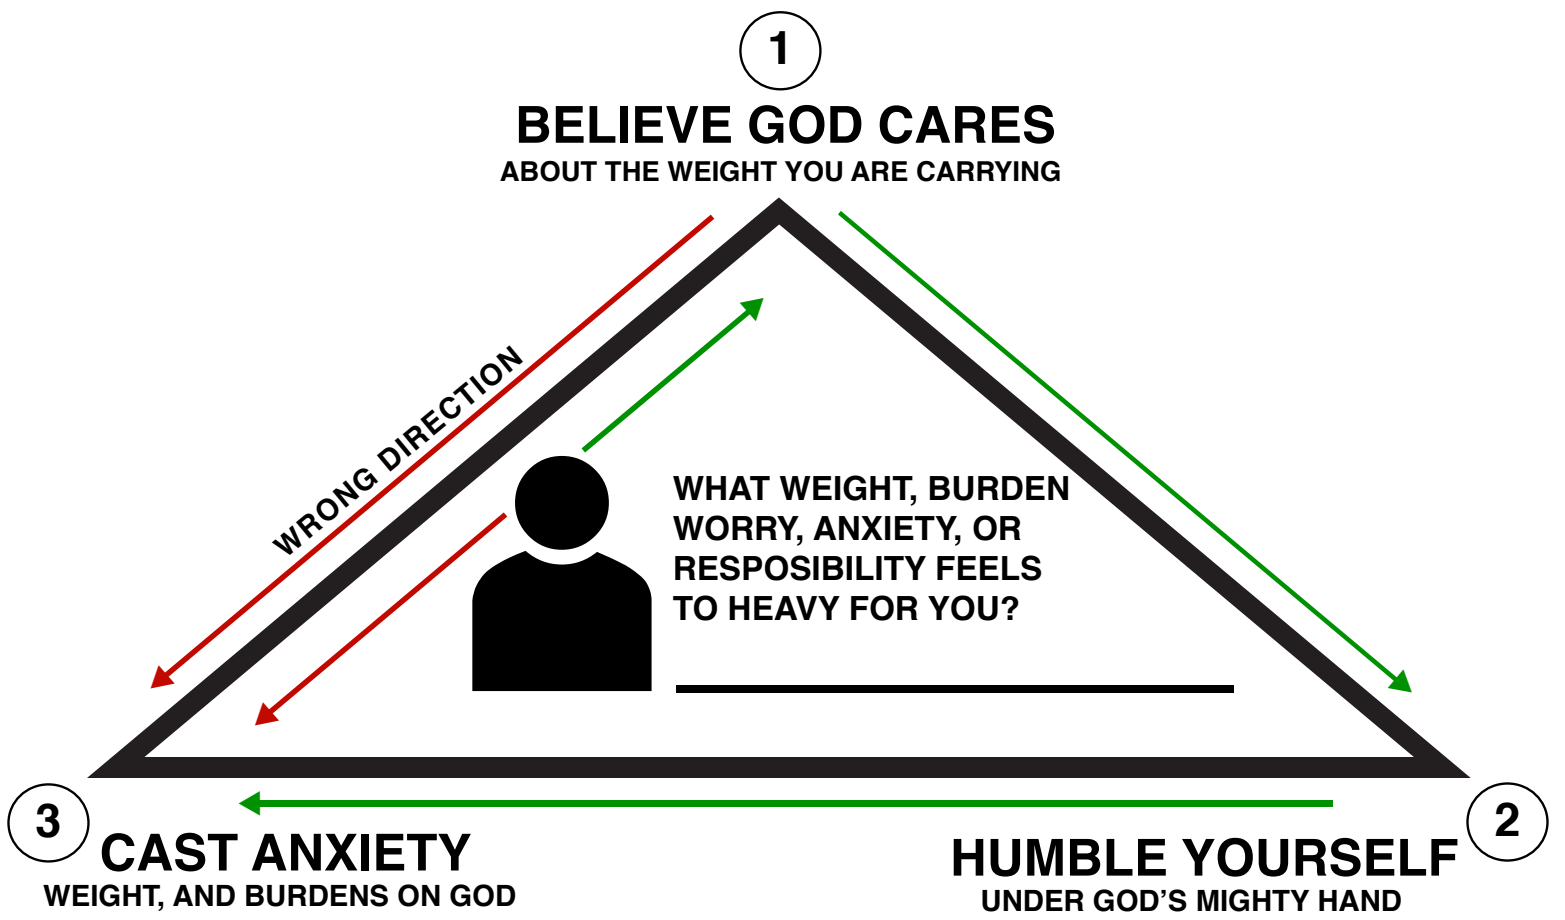 1
BELIEVE GOD CARES
ABOUT THE WEIGHT YOU ARE CARRYING
WRONG DIRECTION
WHAT WEIGHT, BURDEN
WORRY, ANXIETY, OR
RESPOSIBILITY FEELS
TO HEAVY FOR YOU?
3
CAST ANXIETY
WEIGHT, AND BURDENS ON GOD
2
HUMBLE YOURSELF
UNDER GOD'S MIGHTY HAND